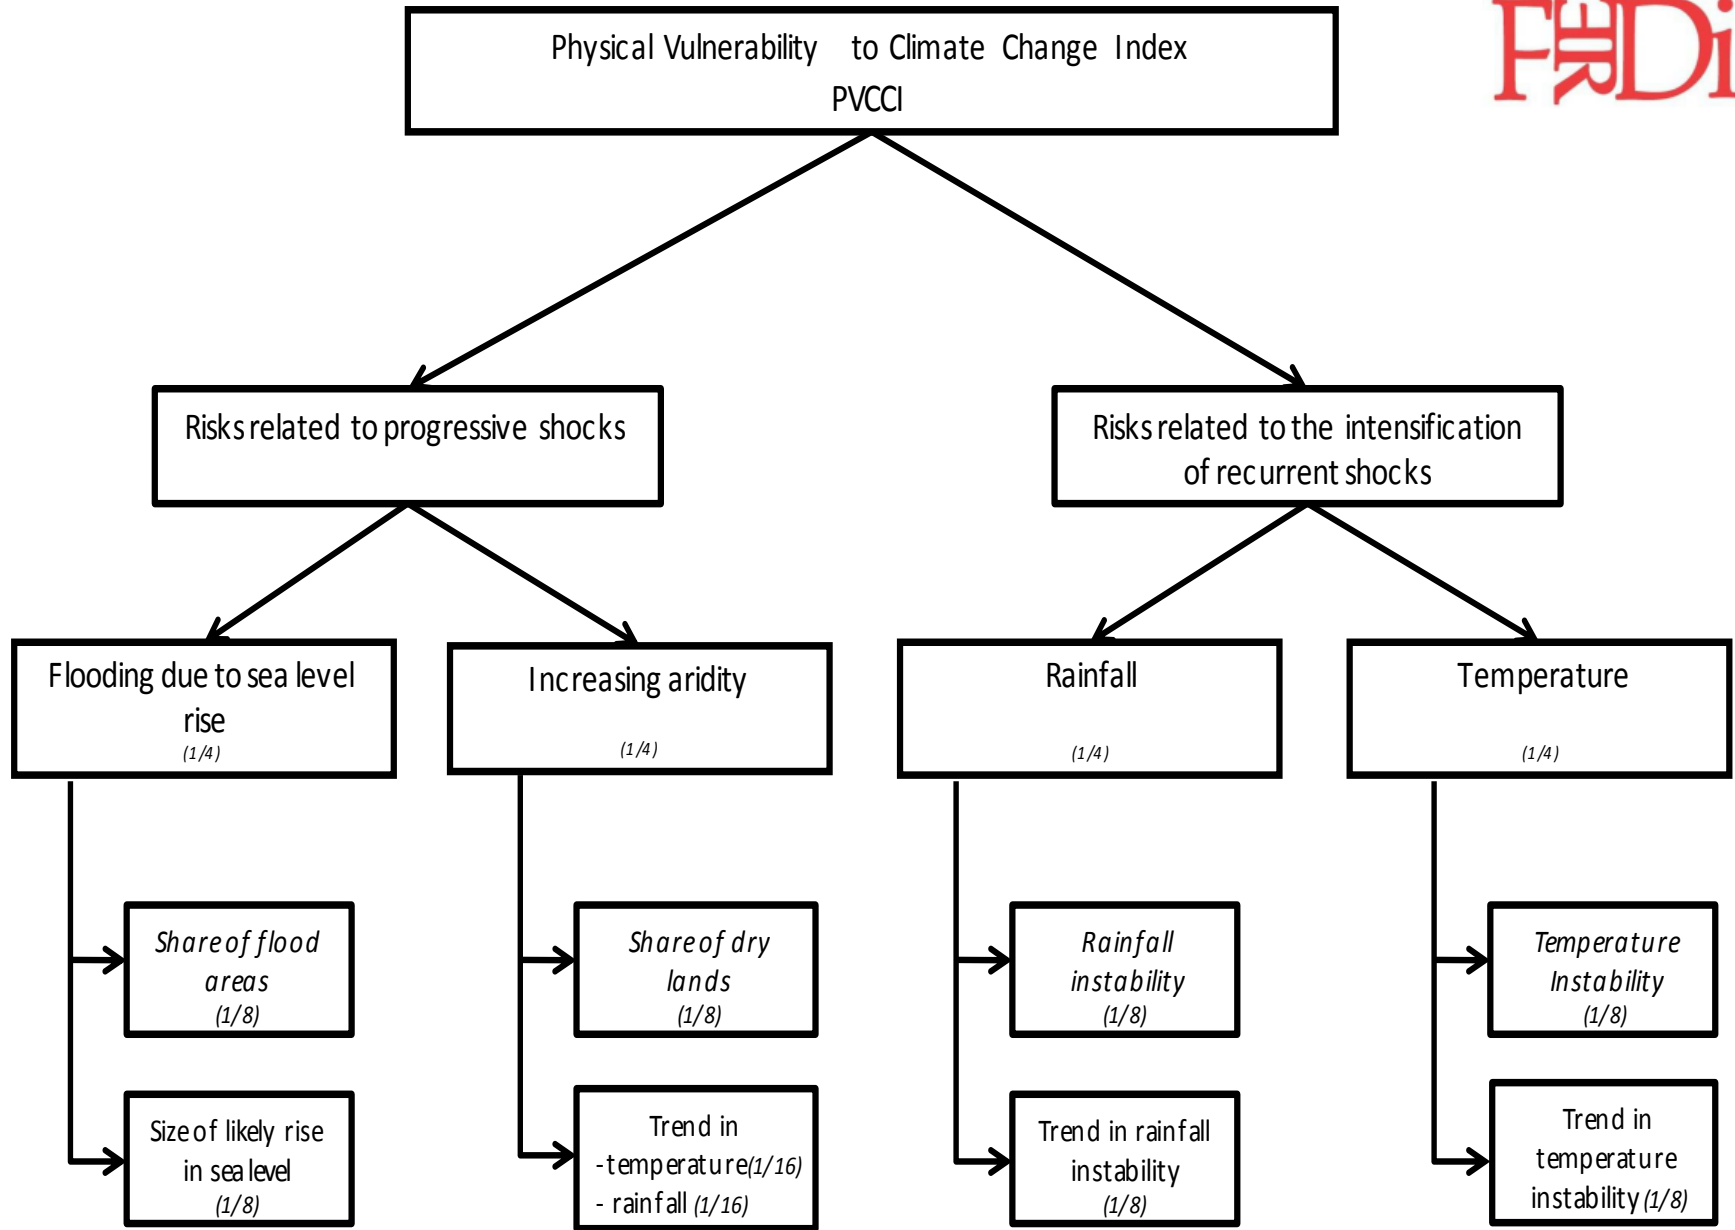 Physical Vulnerability to Climate Change Index
PVCCI
FERDi
Risks related to progressive shocks
Risks related to the intensification
of recurrent shocks
Flooding due to sea level
rise
(1/4)
Increasing aridity
(1/4)
Rainfall
(1/4)
Temperature
(1/4)
Share of flood
areas
(1/8)
Share of dry
lands
(1/8)
Rainfall
instability
(1/8)
Temperature
Instability
(1/8)
Size of likely rise
in sea level
(1/8)
Trend in
-temperature(1/16)
- rainfall (1/16)
Trend in rainfall
instability
(1/8)
Trend in
temperature
instability (1/8)